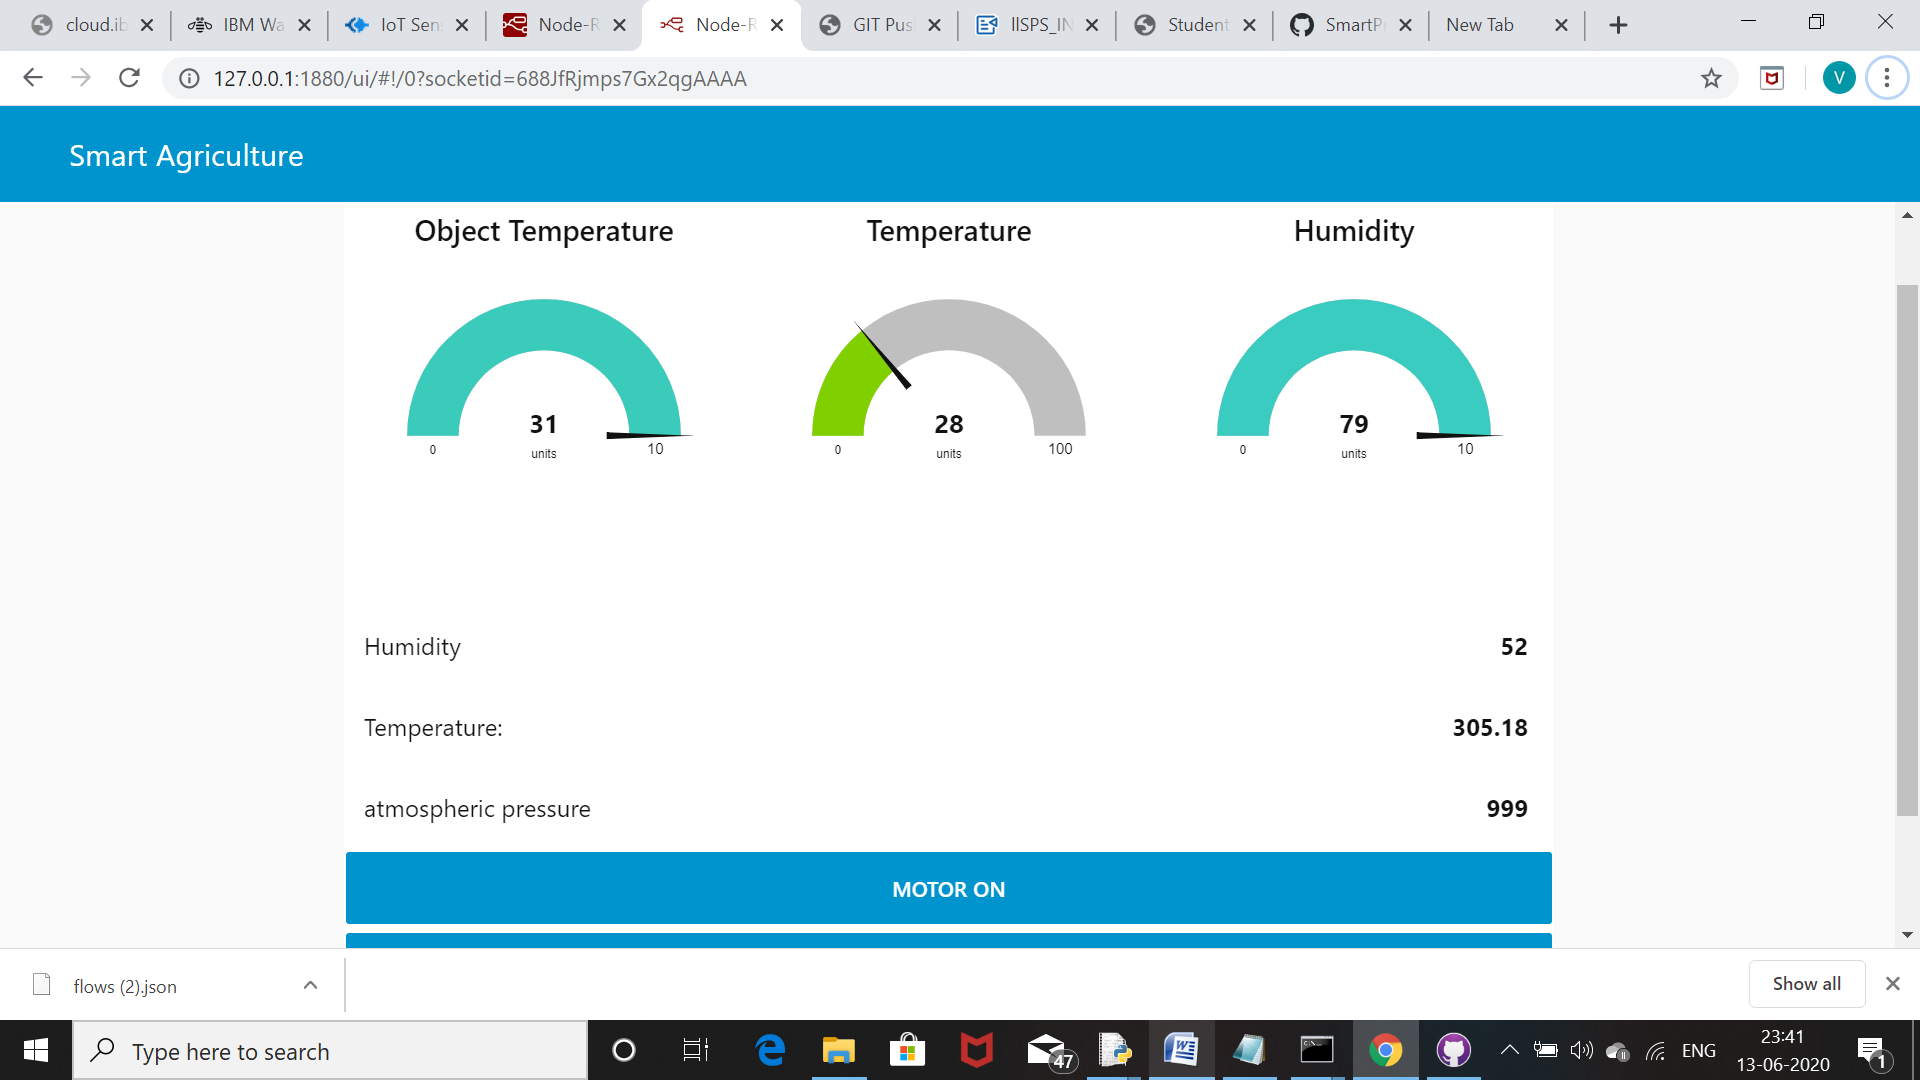 cloud.ib
IBM Wa
IoT Sen
Node-R
Node-R
GIT Pus
IISPS_IN
Student
SmartPr
New Tab
127.0.0.1:1880/ui/#!/0?socketid=688JfRjmps7Gx2qgAAAA
V
Smart Agriculture
Object Temperature
Temperature
Humidity
31
units
0
10
28
units
0
100
79
units
0
10
Humidity 52
Temperature: 305.18
atmospheric pressure 999
MOTOR ON
flows (2).json
Show all
Type here to search
47
ENG
23:41
13-06-2020
1